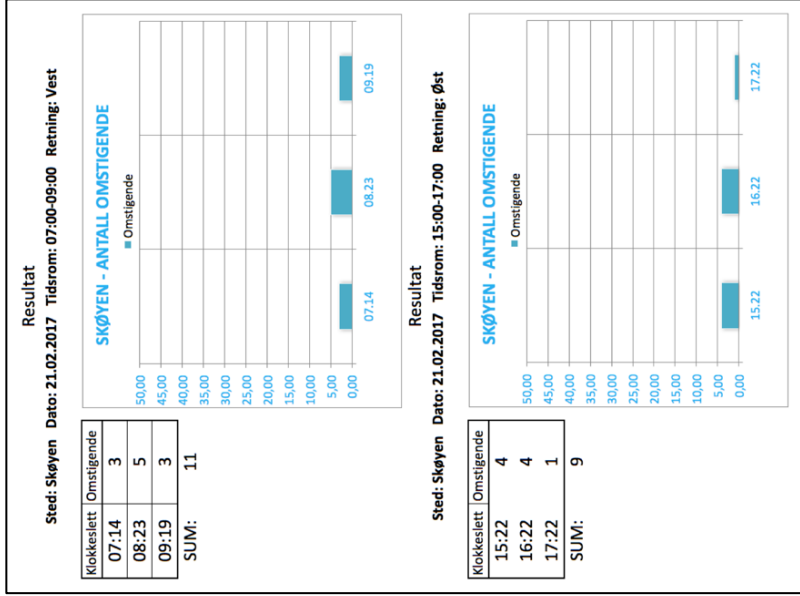 Resultat
Sted: Skøyen Dato: 21.02.2017 Tidsrom: 07:00-09:00 Retning: Vest
Klokkeslett Omstigende
07:14 3
08:23 5
09:19 3
SUM: 11
SKØYEN - ANTALL OMSTIGENDE
Omstigende
50,00
45,00
40,00
35,00
30,00
25,00
20,00
15,00
10,00
5,00
0,00
07.14 08.23 09.19
Resultat
Sted: Skøyen Dato: 21.02.2017 Tidsrom: 15:00-17:00 Retning: Øst
Klokkeslett Omstigende
15:22 4
16:22 4
17:22 1
SUM: 9
SKØYEN - ANTALL OMSTIGENDE
Omstigende
50,00
45,00
40,00
35,00
30,00
25,00
20,00
15,00
10,00
5,00
0,00
15.22 16.22 17.22